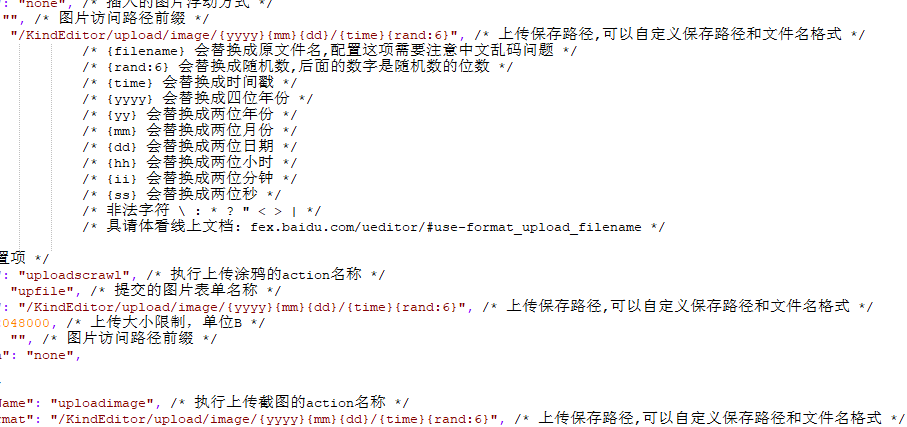 ": "none", /* 插入的图片浮动方式 */
"", /* 图片访问路径前缀 */
"/KindEditor/upload/image/{yyyy}{mm}{dd}/{time}{rand:6}", /* 上传保存路径,可以自定义保存路径和文件名格式 */
/* {filename} 会替换成原文件名,配置这项需要注意中文乱码问题 */
/* {rand:6} 会替换成随机数,后面的数字是随机数的位数 */
/* {time} 会替换成时间戳 */
/* {yyyy} 会替换成四位年份 */
/* {yy} 会替换成两位年份 */
/* {mm} 会替换成两位月份 */
/* {dd} 会替换成两位日期 */
/* {hh} 会替换成两位小时 */
/* {ii} 会替换成两位分钟 */
/* {ss} 会替换成两位秒 */
/* 非法字符 \ : * ? " < > | */
/* 具请体看线上文档: fex.baidu.com/ueditor/#use-format_upload_filename */
置项 */
": "uploadscrawl", /* 执行上传涂鸦的action名称 */
"upfile", /* 提交的图片表单名称 */
": "/KindEditor/upload/image/{yyyy}{mm}{dd}/{time}{rand:6}", /* 上传保存路径,可以自定义保存路径和文件名格式 */
048000, /* 上传大小限制，单位B */
"", /* 图片访问路径前缀 */
": "none",
Name": "uploadimage", /* 执行上传截图的action名称 */
rmat": "/KindEditor/upload/image/{yyyy}{mm}{dd}/{time}{rand:6}", /* 上传保存路径,可以自定义保存路径和文件名格式 */